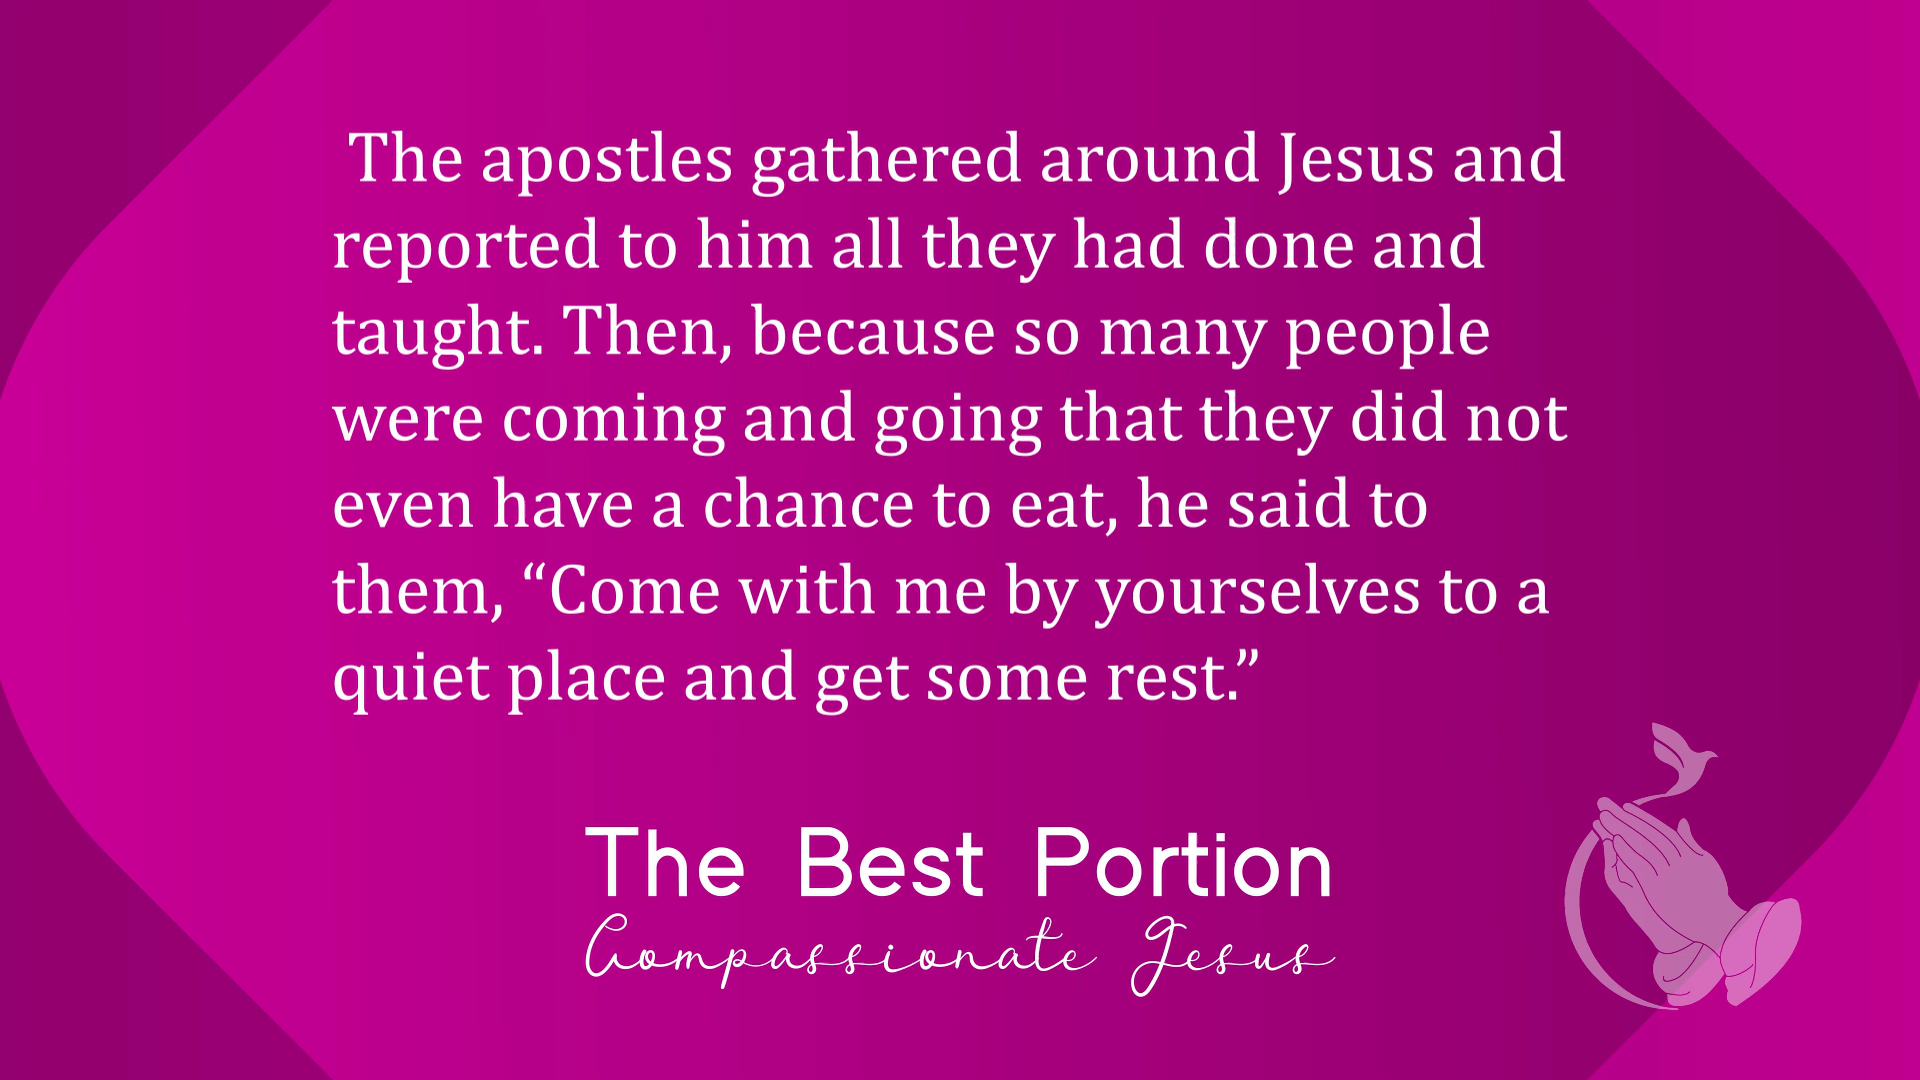 The apostles gathered around Jesus and
reported to him all they had done and
taught. Then, because so many people
were coming and going that they did not
even have a chance to eat, he said to
them, “Come with me by yourselves to a
quiet place and get some rest.”
The Best Portion
Compassionate Jesus